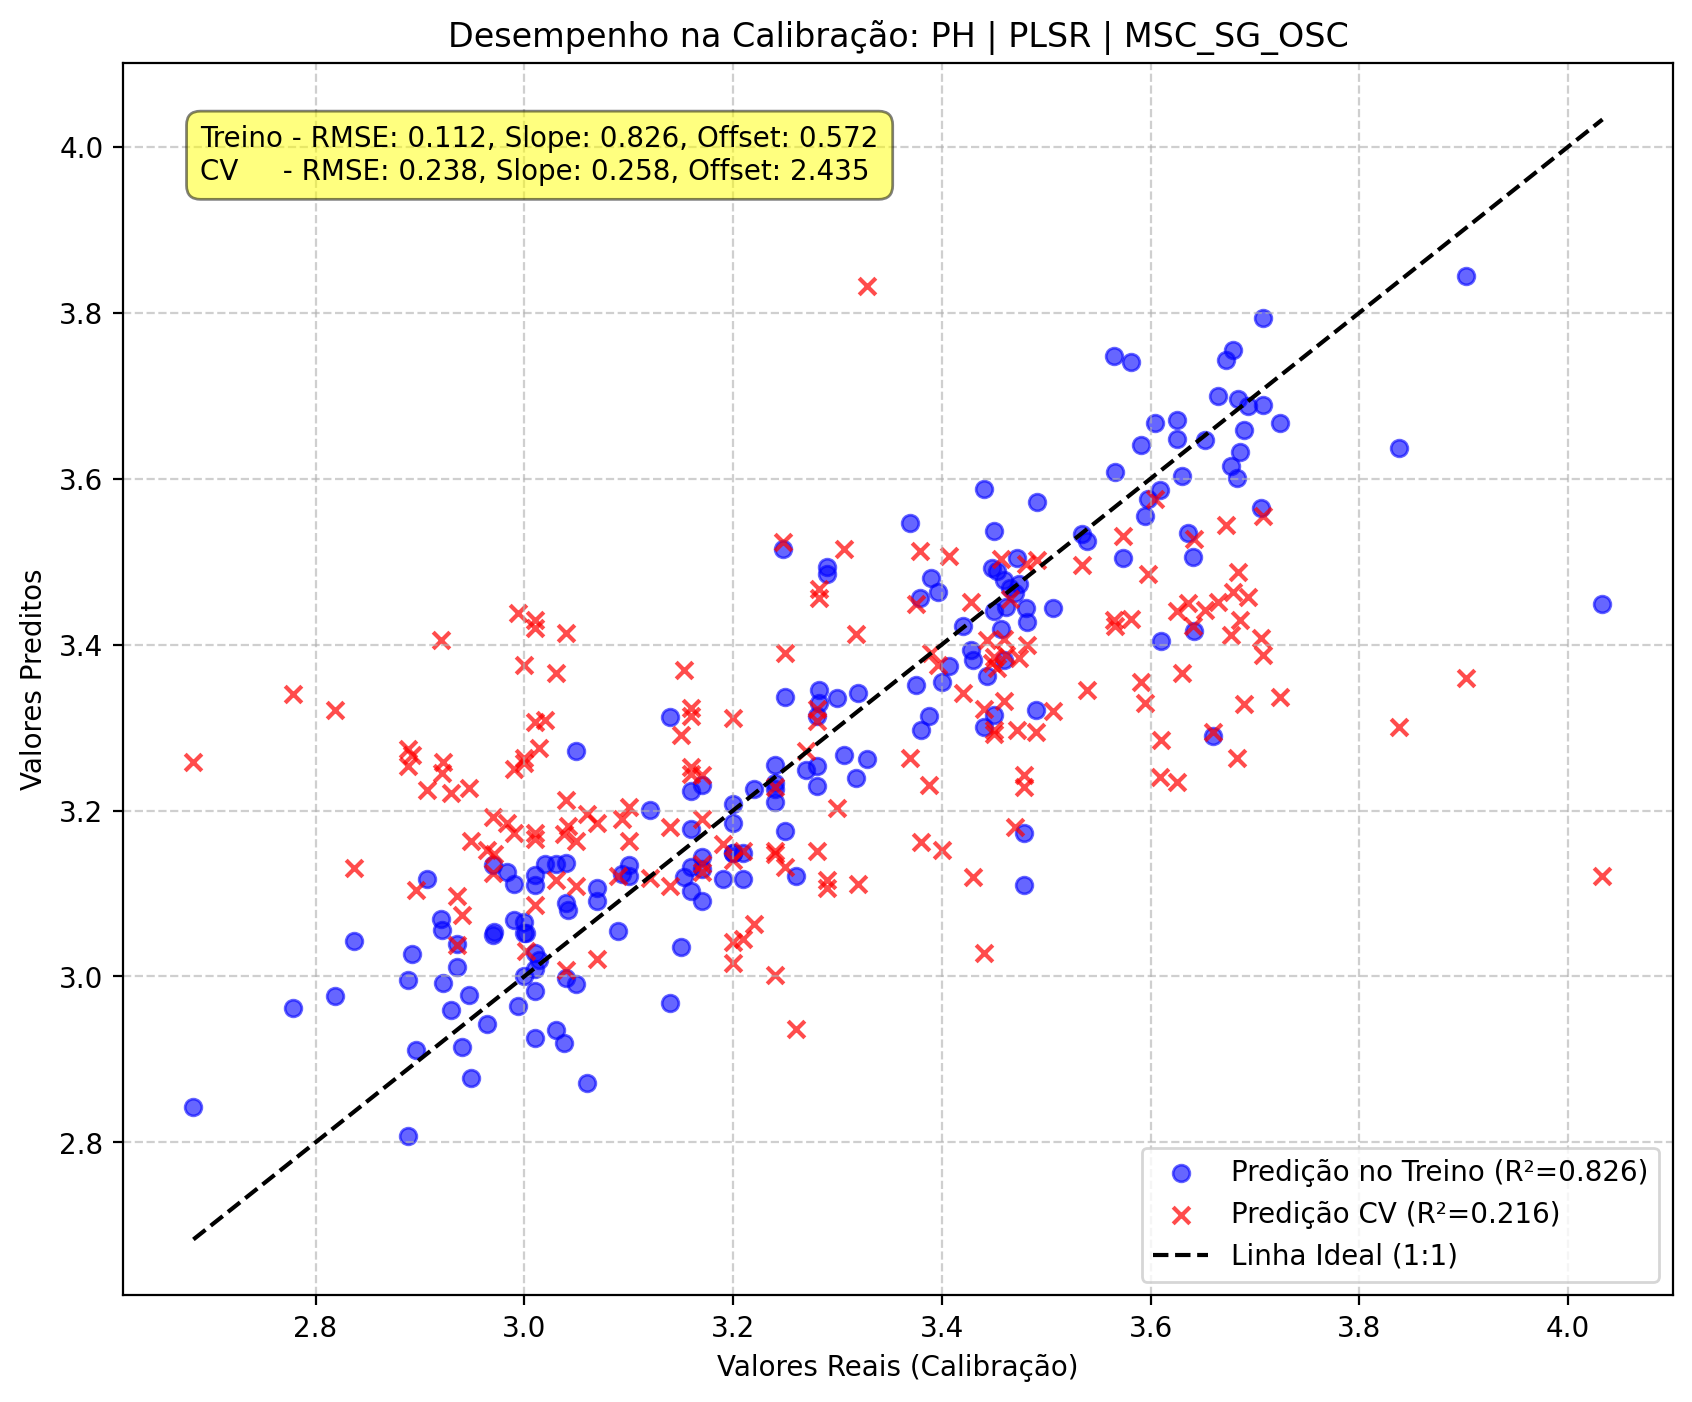 Desempenho na Calibração: PH | PLSR | MSC_SG_OSC
Treino - RMSE: 0.112, Slope: 0.826, Offset: 0.572
CV - RMSE: 0.238, Slope: 0.258, Offset: 2.435
4.0
3.8
3.6
3.4
3.2
3.0
2.8
Valores Preditos
Predição no Treino (R²=0.826)
Predição CV (R²=0.216)
Linha Ideal (1:1)
2.8 3.0 3.2 3.4 3.6 3.8 4.0
Valores Reais (Calibração)